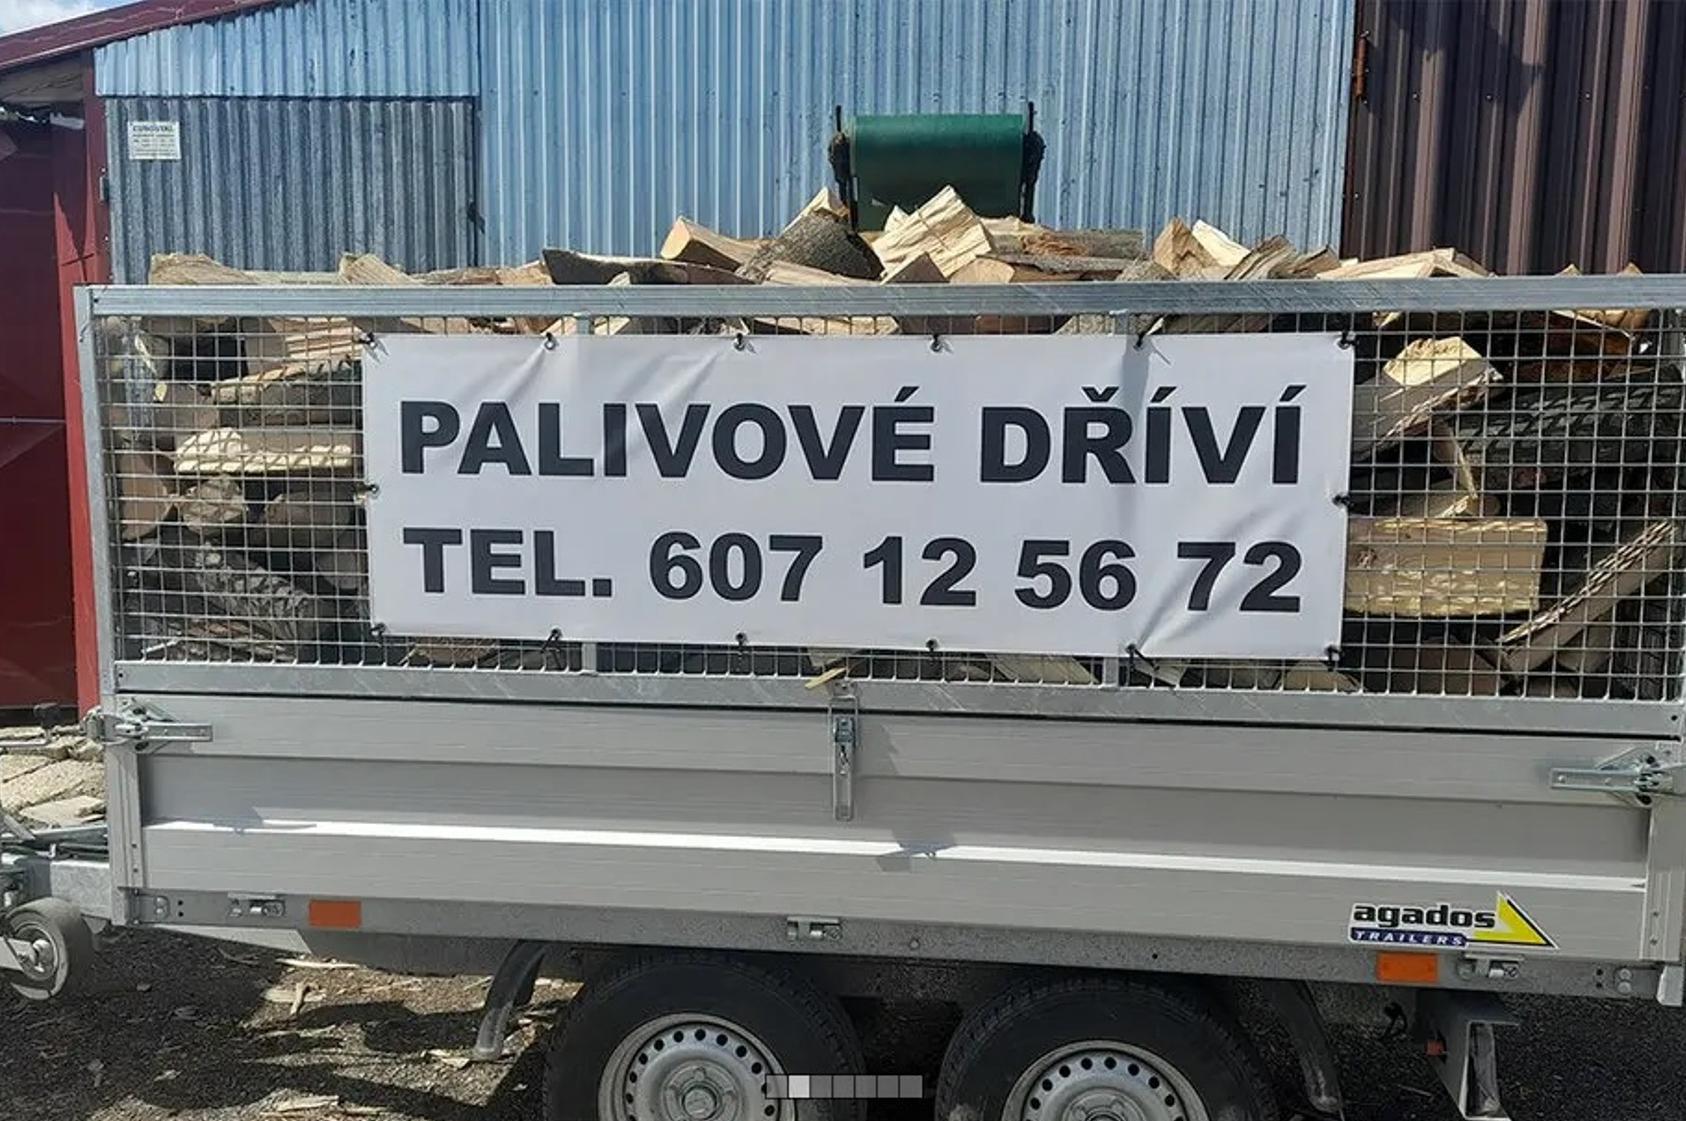 PALIVOVÉ DŘÍVÍ
TEL. 607 12 56 72
agados
TRAILERS